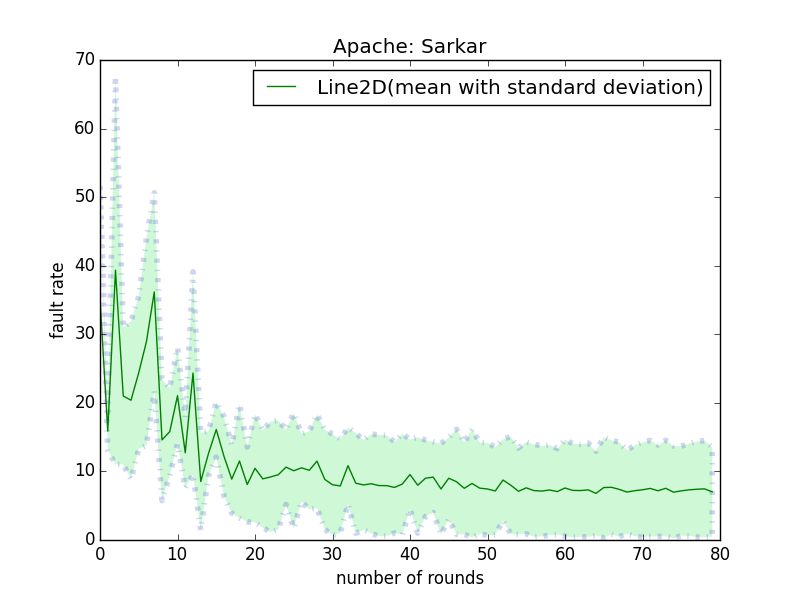 Apache: Sarkar
Line2D(mean with standard deviation)
fault rate
70
60
50
40
30
20
10
0
0 10 20 30 40 50 60 70 80
number of rounds